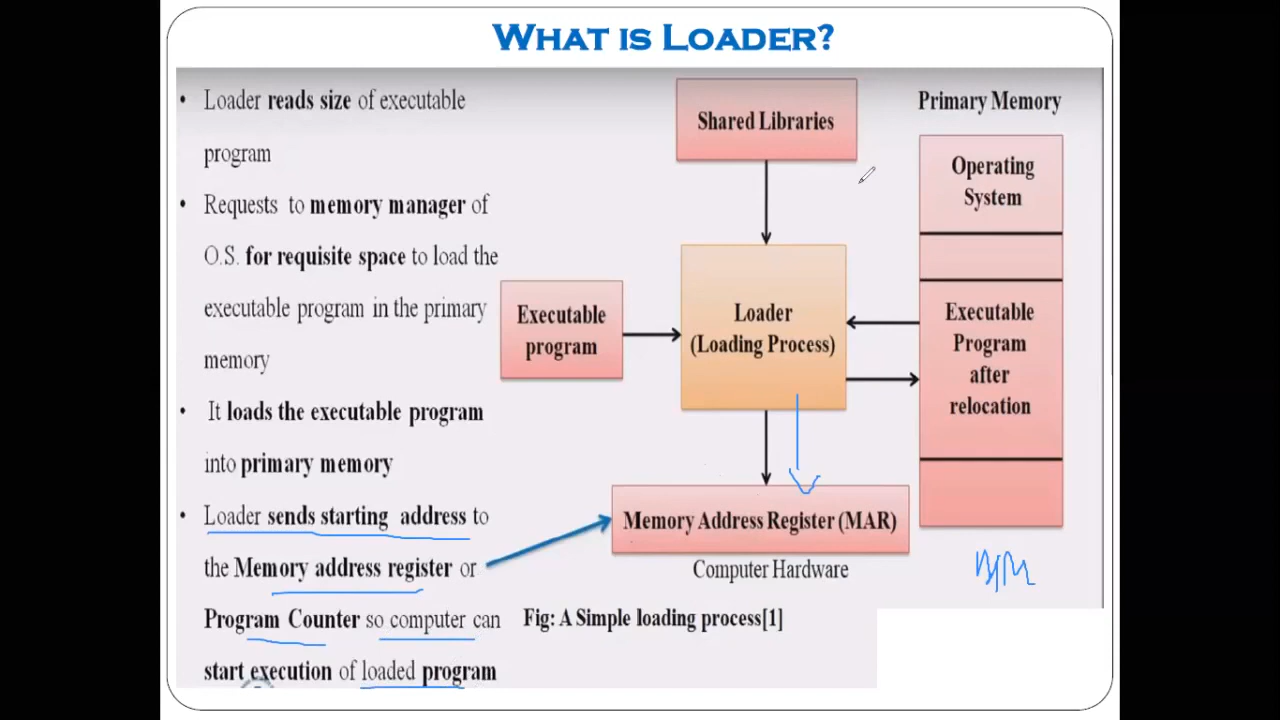 WHAT IS LOADER?
• Loader reads size of executable
program
• Requests to memory manager of
O.S. for requisite space to load the
executable program in the primary
memory
• It loads the executable program
into primary memory
• Loader sends starting address to
the Memory address register or
Program Counter so computer can
start execution of loaded program
Shared Libraries
Executable
program
Loader
(Loading Process)
Memory Address Register (MAR)
Computer Hardware
Fig: A Simple loading process[1]
Primary Memory
Operating
System
Executable
Program
after
relocation